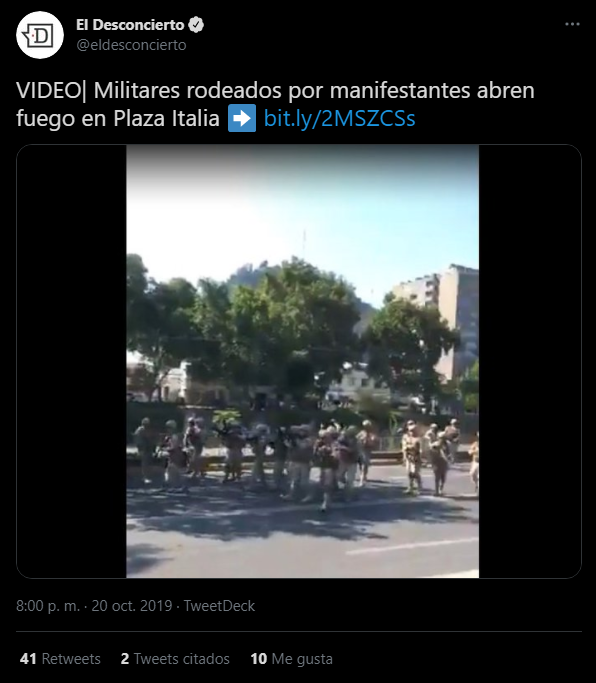 El Desconcierto
@eldesconcierto
VIDEO| Militares rodeados por manifestantes abren
fuego en Plaza Italia ➡ bit.ly/2MSZCSs
8:00 p. m. · 20 oct. 2019 · TweetDeck
41 Retweets 2 Tweets citados 10 Me gusta